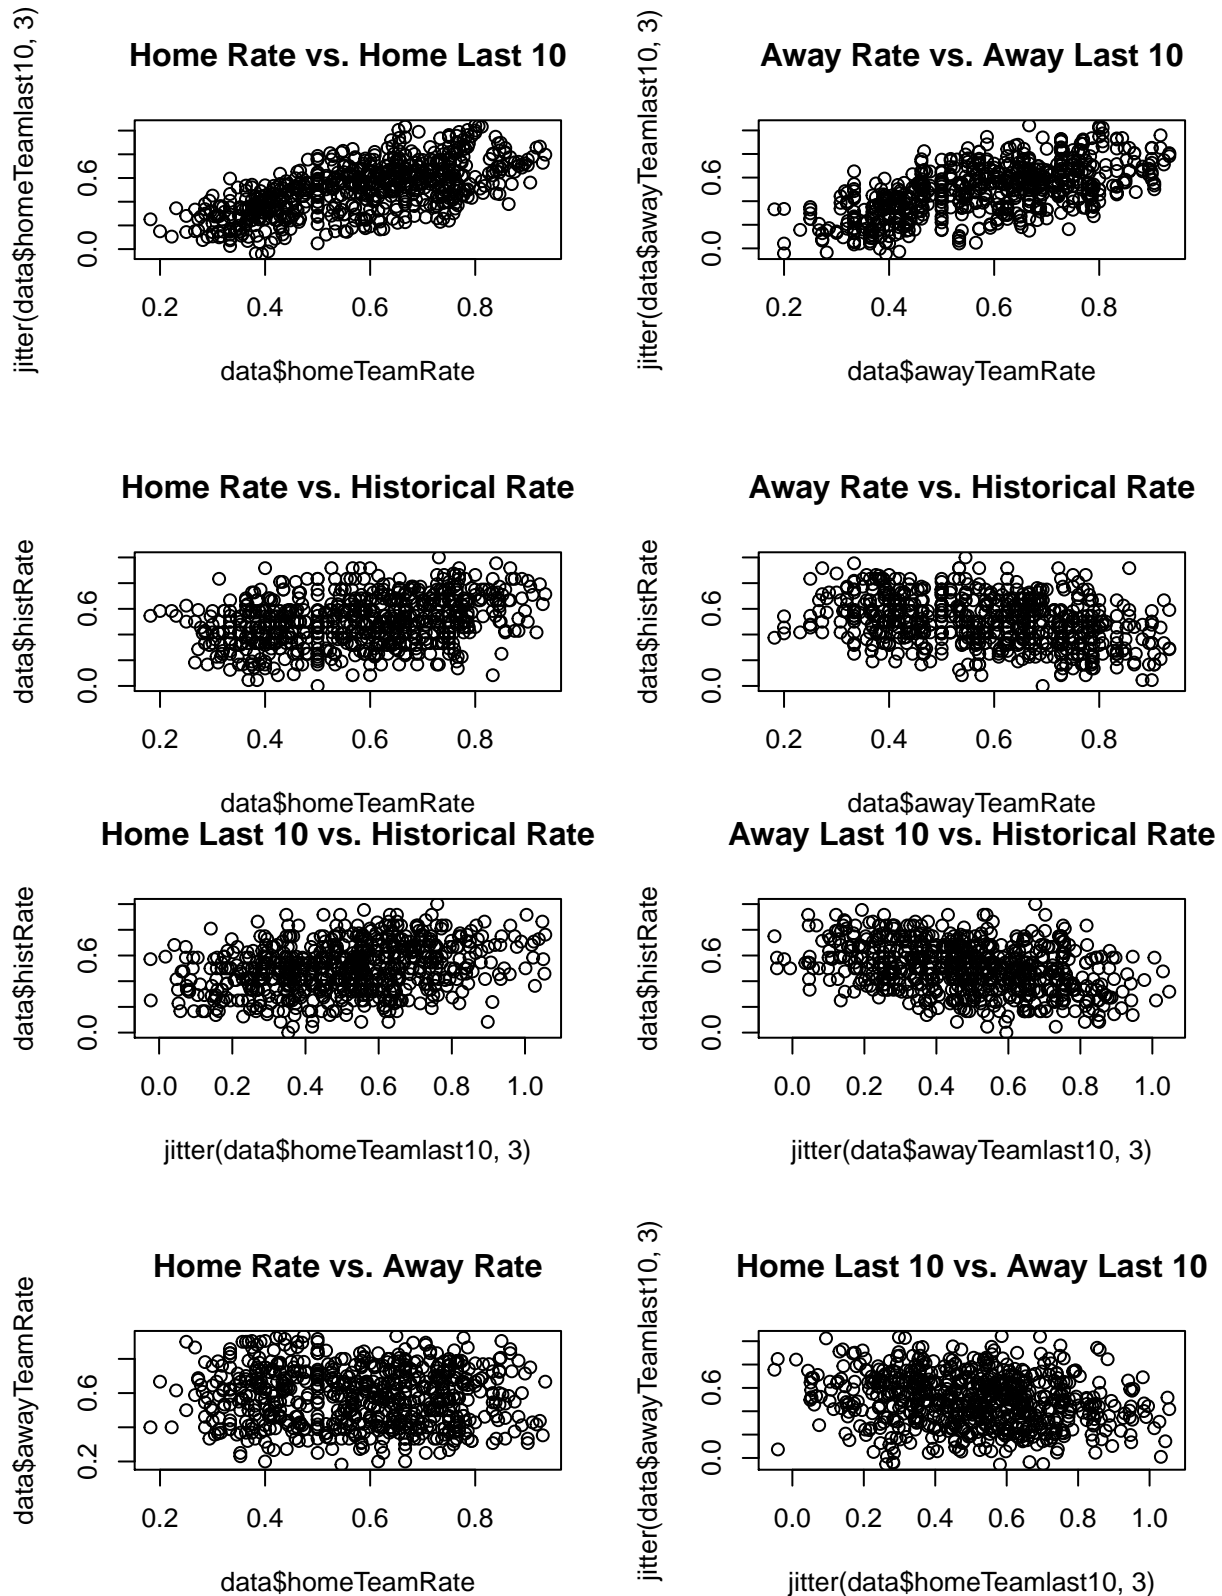 Home Rate vs. Home Last 10
jitter(data$homeTeamlast10, 3)
0.6
0.0
0.2 0.4 0.6 0.8
data$homeTeamRate
Away Rate vs. Away Last 10
jitter(data$awayTeamlast10, 3)
0.6
0.0
0.2 0.4 0.6 0.8
data$awayTeamRate
Home Rate vs. Historical Rate
data$histRate
0.6
0.0
0.2 0.4 0.6 0.8
data$homeTeamRate
Away Rate vs. Historical Rate
data$histRate
0.6
0.0
0.2 0.4 0.6 0.8
data$awayTeamRate
Home Last 10 vs. Historical Rate
data$histRate
0.6
0.0
0.0 0.2 0.4 0.6 0.8 1.0
jitter(data$homeTeamlast10, 3)
Away Last 10 vs. Historical Rate
data$histRate
0.6
0.0
0.0 0.2 0.4 0.6 0.8 1.0
jitter(data$awayTeamlast10, 3)
Home Rate vs. Away Rate
data$awayTeamRate
0.6
0.2
0.2 0.4 0.6 0.8
data$homeTeamRate
Home Last 10 vs. Away Last 10
jitter(data$awayTeamlast10, 3)
0.6
0.0
0.0 0.2 0.4 0.6 0.8 1.0
jitter(data$homeTeamlast10, 3)